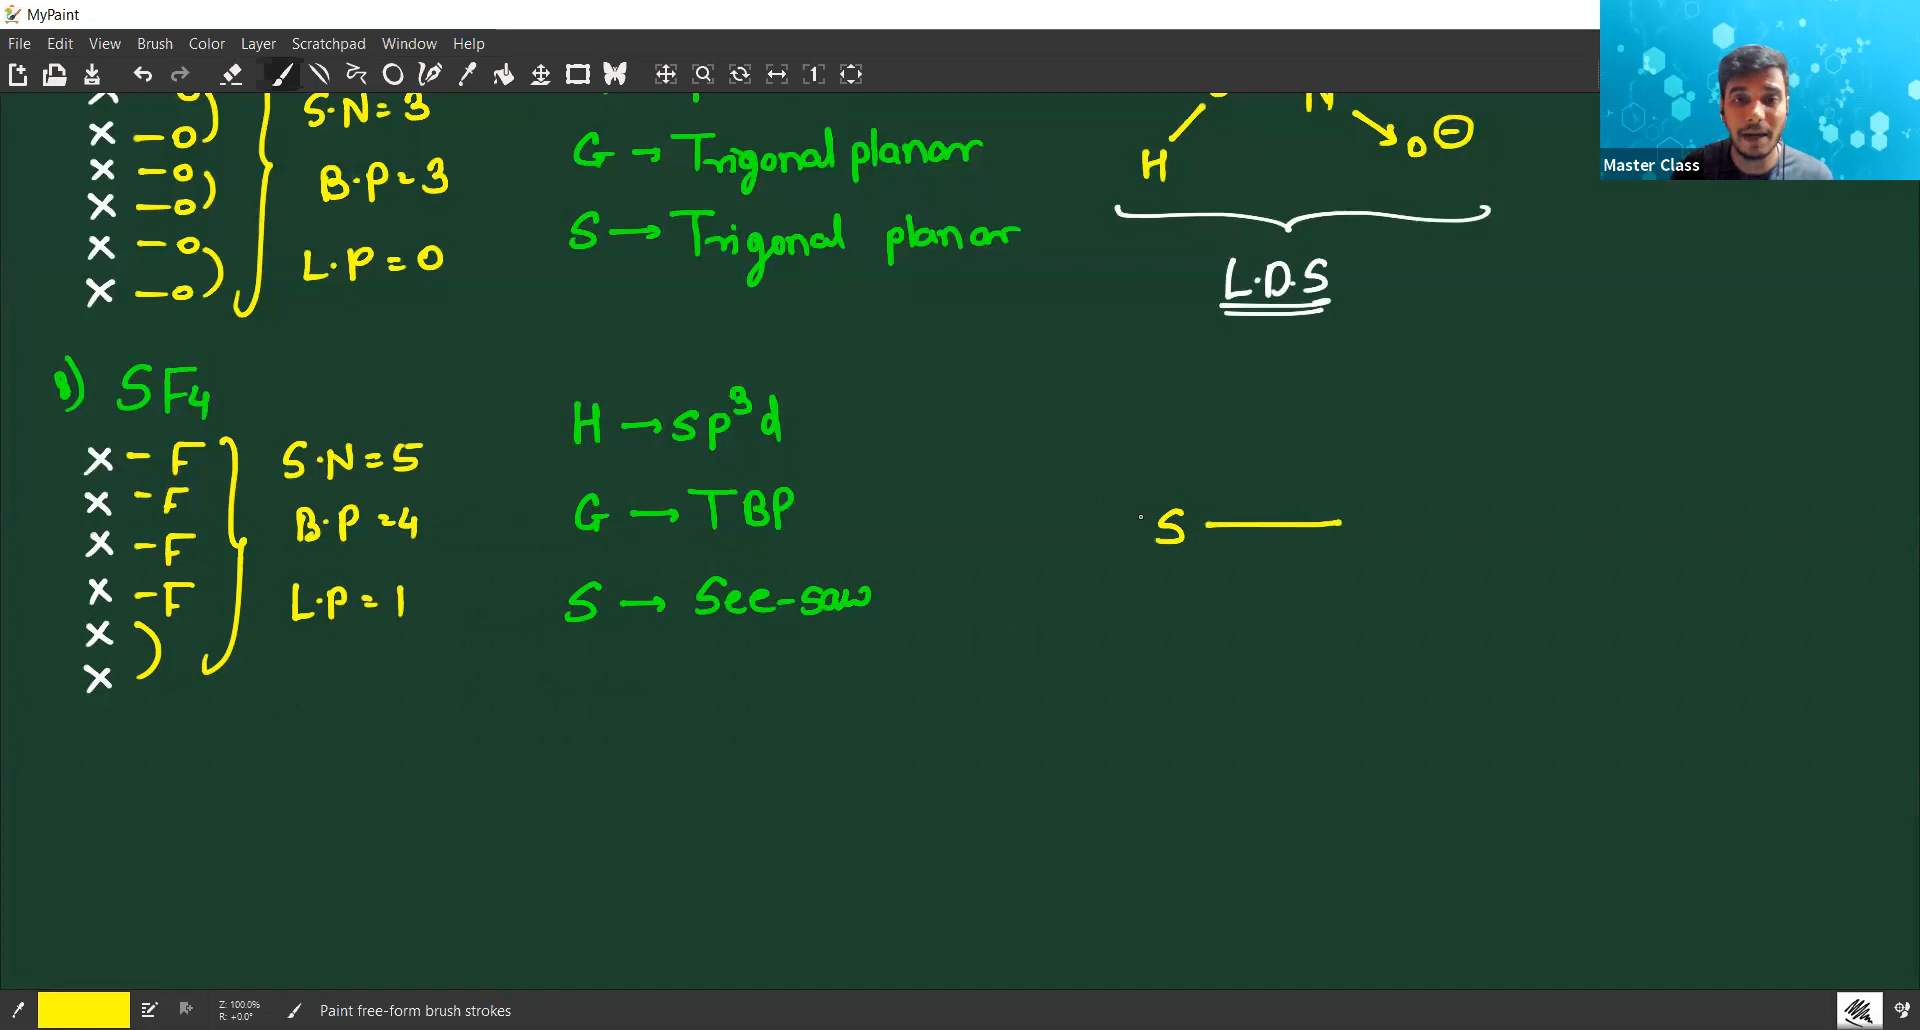 MyPaint
File Edit View Brush Color Layer Scratchpad Window Help
Master Class
X -o)
X -o
X -o)
X -o
X -o)
X -o
S.N = 3
B.P = 3
L.P = 0
G → Trigonal planar
S → Trigonal planar
H N → O ⊖
L.D.S
8) SF4
X - F
X - F
X - F
X - F
X )
X
S.N = 5
B.P = 4
L.P = 1
H → sp³d
G → TBP
S → See-saw
S —
Z: 100.0%
R: +0.0°
Paint free-form brush strokes